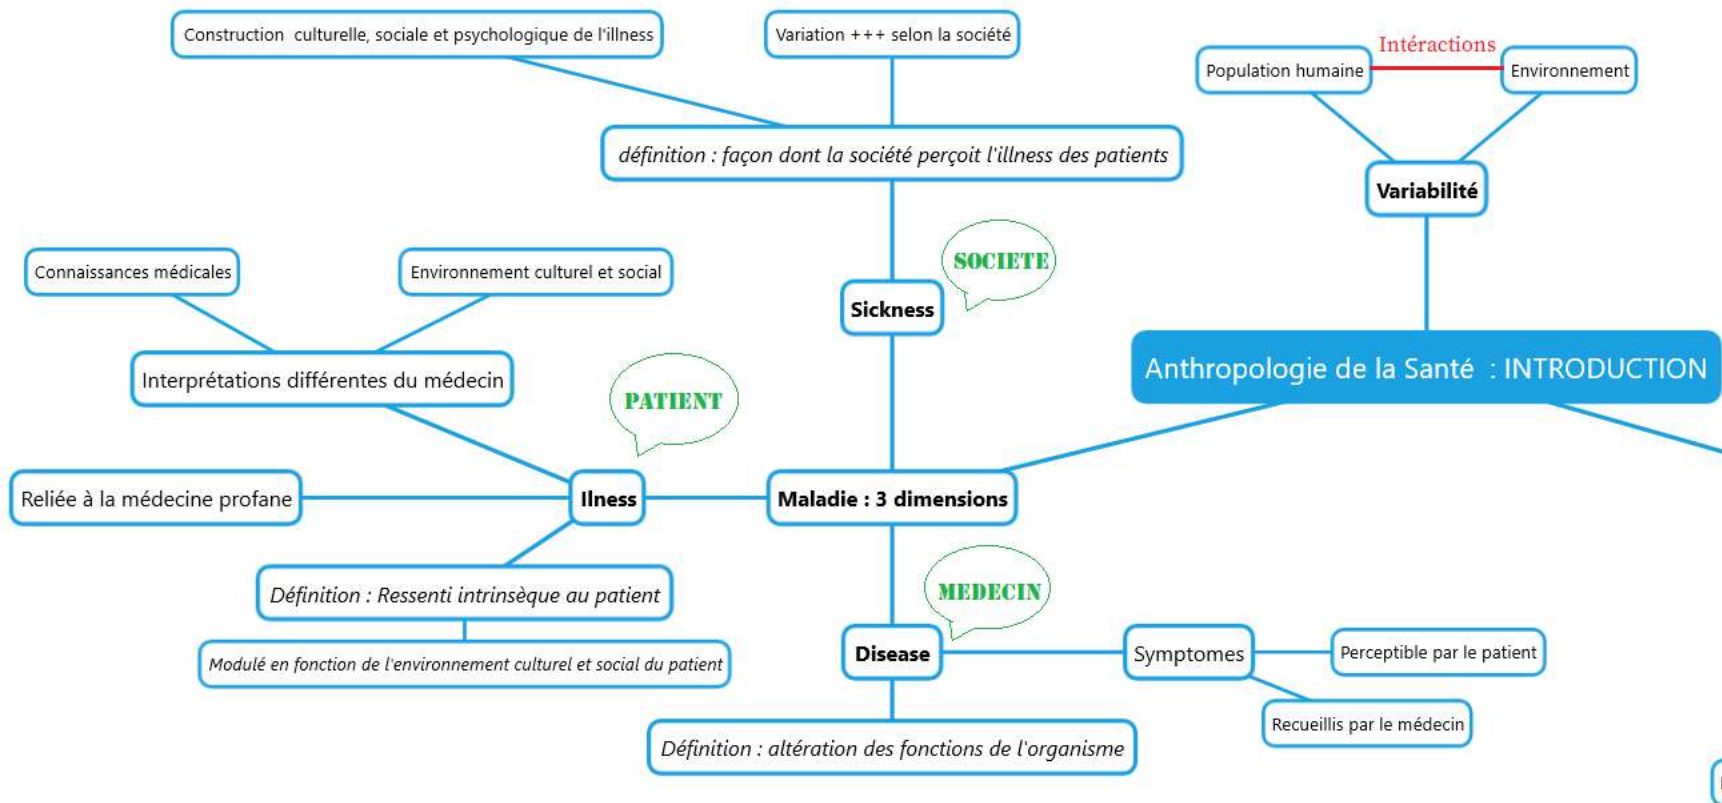 Construction  culturelle, sociale et psychologique de l'illness
Variation +++ selon la société
Intéractions
Population humaine
Environnement
définition : façon dont la société perçoit l'illness des patients
Variabilité
SOCIETE
Connaissances médicales
Environnement culturel et social
Sickness
Interprétations différentes du médecin
PATIENT
Anthropologie de la Santé  : INTRODUCTION
Reliée à la médecine profane
Ilness
Maladie : 3 dimensions
Définition : Ressenti intrinsèque au patient
MEDECIN
Modulé en fonction de l'environnement culturel et social du patient
Disease
Symptomes
Perceptible par le patient
Recueillis par le médecin
Définition : altération des fonctions de l'organisme